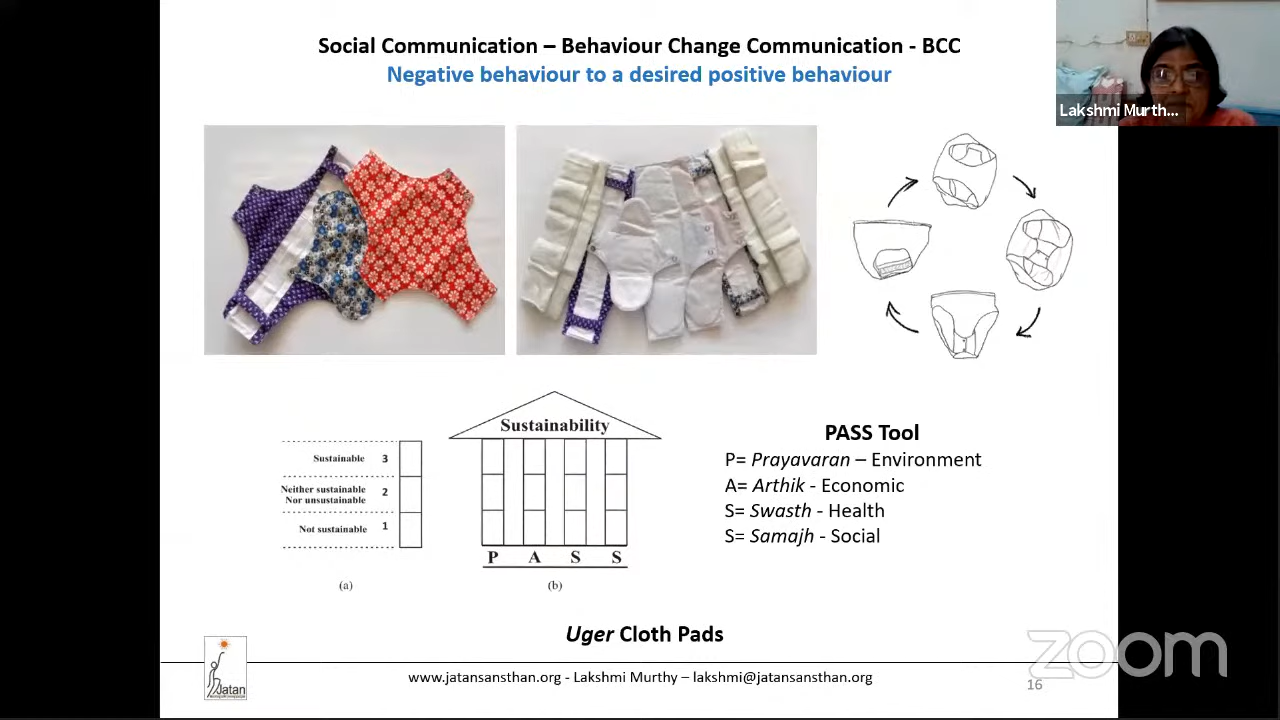 Social Communication – Behaviour Change Communication - BCC
Negative behaviour to a desired positive behaviour
Lakshmi Murth...
Sustainable 3
Neither sustainable
Nor unsustainable 2
Not sustainable 1
(a)
Sustainability
P A S S
(b)
PASS Tool
P= Prayavaran – Environment
A= Arthik - Economic
S= Swasth - Health
S= Samajh - Social
Uger Cloth Pads
Jatan
www.jatansansthan.org - Lakshmi Murthy – lakshmi@jatansansthan.org
zoom
16